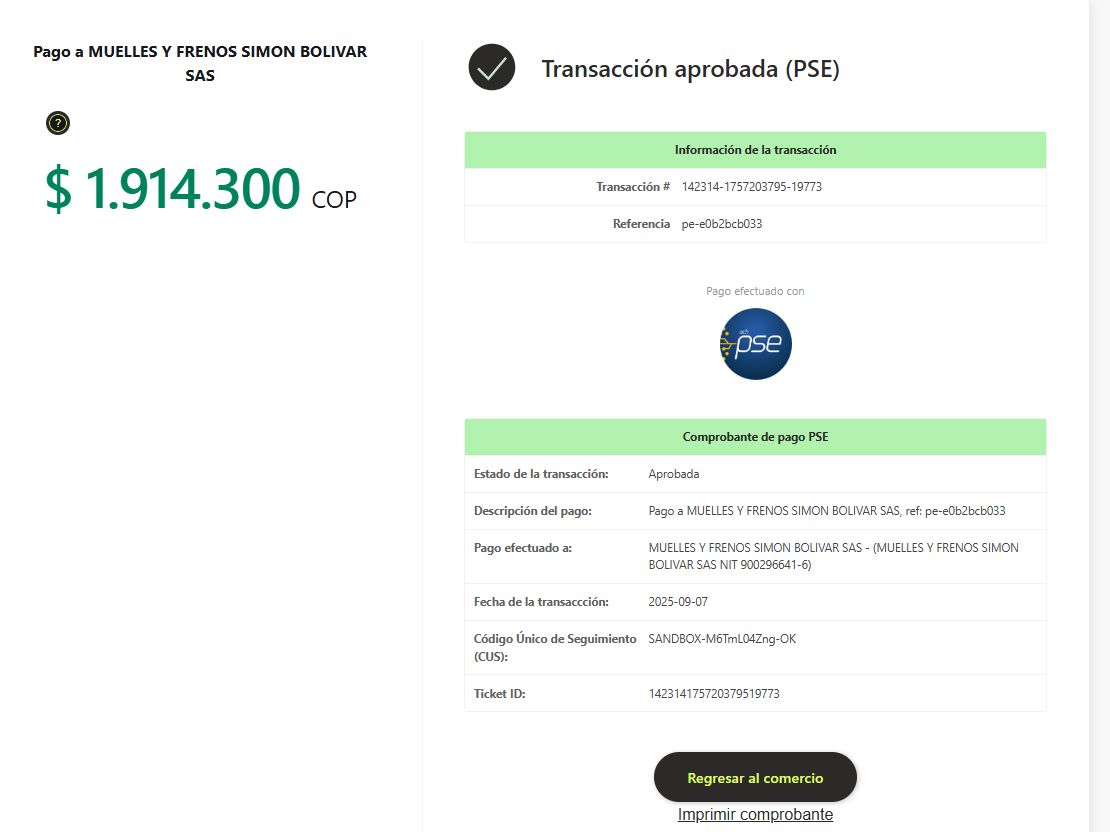 Pago a MUELLES Y FRENOS SIMON BOLIVAR
SAS
?
$ 1.914.300 COP
Transacción aprobada (PSE)
Información de la transacción
Transacción # 142314-1757203795-19773
Referencia pe-e0b2bcb033
Pago efectuado con
ach
pse
Comprobante de pago PSE
Estado de la transacción: Aprobada
Descripción del pago: Pago a MUELLES Y FRENOS SIMON BOLIVAR SAS, ref: pe-e0b2bcb033
Pago efectuado a: MUELLES Y FRENOS SIMON BOLIVAR SAS - (MUELLES Y FRENOS SIMON
BOLIVAR SAS NIT 900296641-6)
Fecha de la transaccción: 2025-09-07
Código Único de Seguimiento SANDBOX-M6TmL04Zng-OK
(CUS):
Ticket ID: 142314175720379519773
Regresar al comercio
Imprimir comprobante